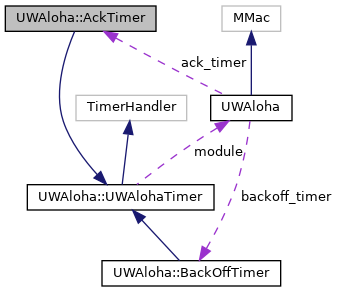 UWAloha::AckTimer
MMac
ack_timer
TimerHandler
UWAloha
module
UWAloha::UWAlohaTimer
backoff_timer
UWAloha::BackOffTimer